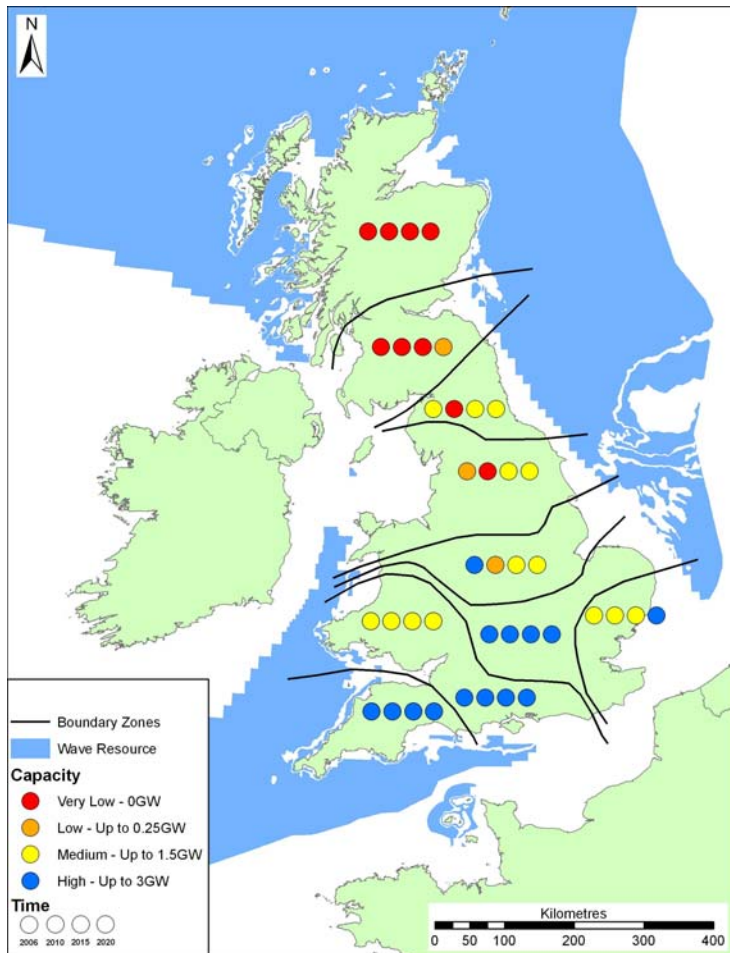 N
Boundary Zones
Wave Resource
Capacity
Very Low - 0GW
Low - Up to 0.25GW
Medium - Up to 1.5GW
High - Up to 3GW
Time
2006 2010 2015 2020
Kilometres
0 25 50 100 200 300 400